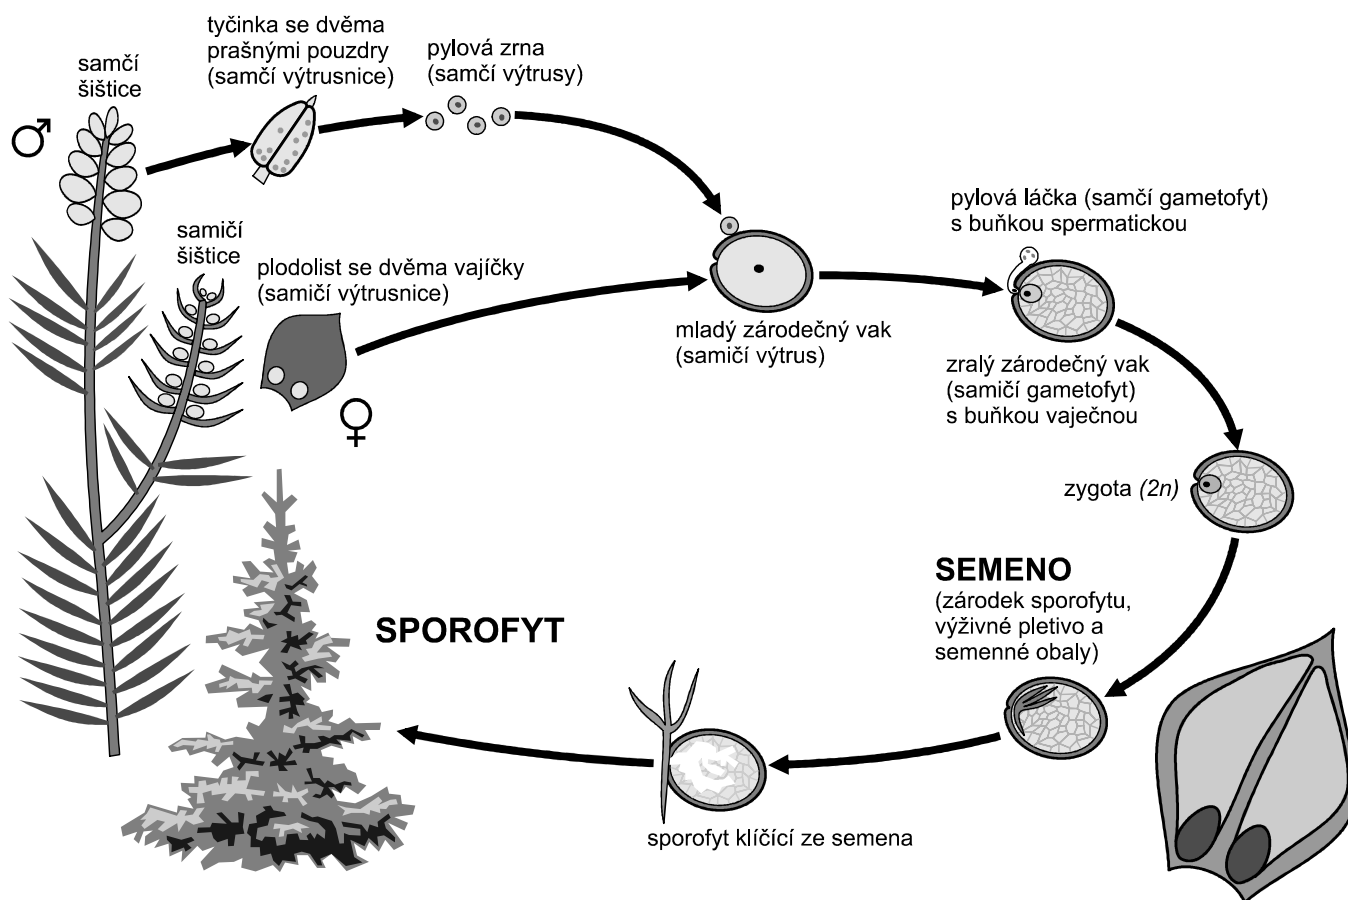 samčí
šištice
tyčinka se dvěma
prašnými pouzdry
(samčí výtrusnice)
pylová zrna
(samčí výtrusy)
samičí
šištice
plodolist se dvěma vajíčky
(samičí výtrusnice)
mladý zárodečný vak
(samičí výtrus)
pylová láčka (samčí gametofyt)
s buňkou spermatickou
zralý zárodečný vak
(samičí gametofyt)
s buňkou vaječnou
zygota (2n)
SEMENO
(zárodek sporofytu,
výživné pletivo a
semenné obaly)
sporofyt klíčící ze semena
SPOROFYT